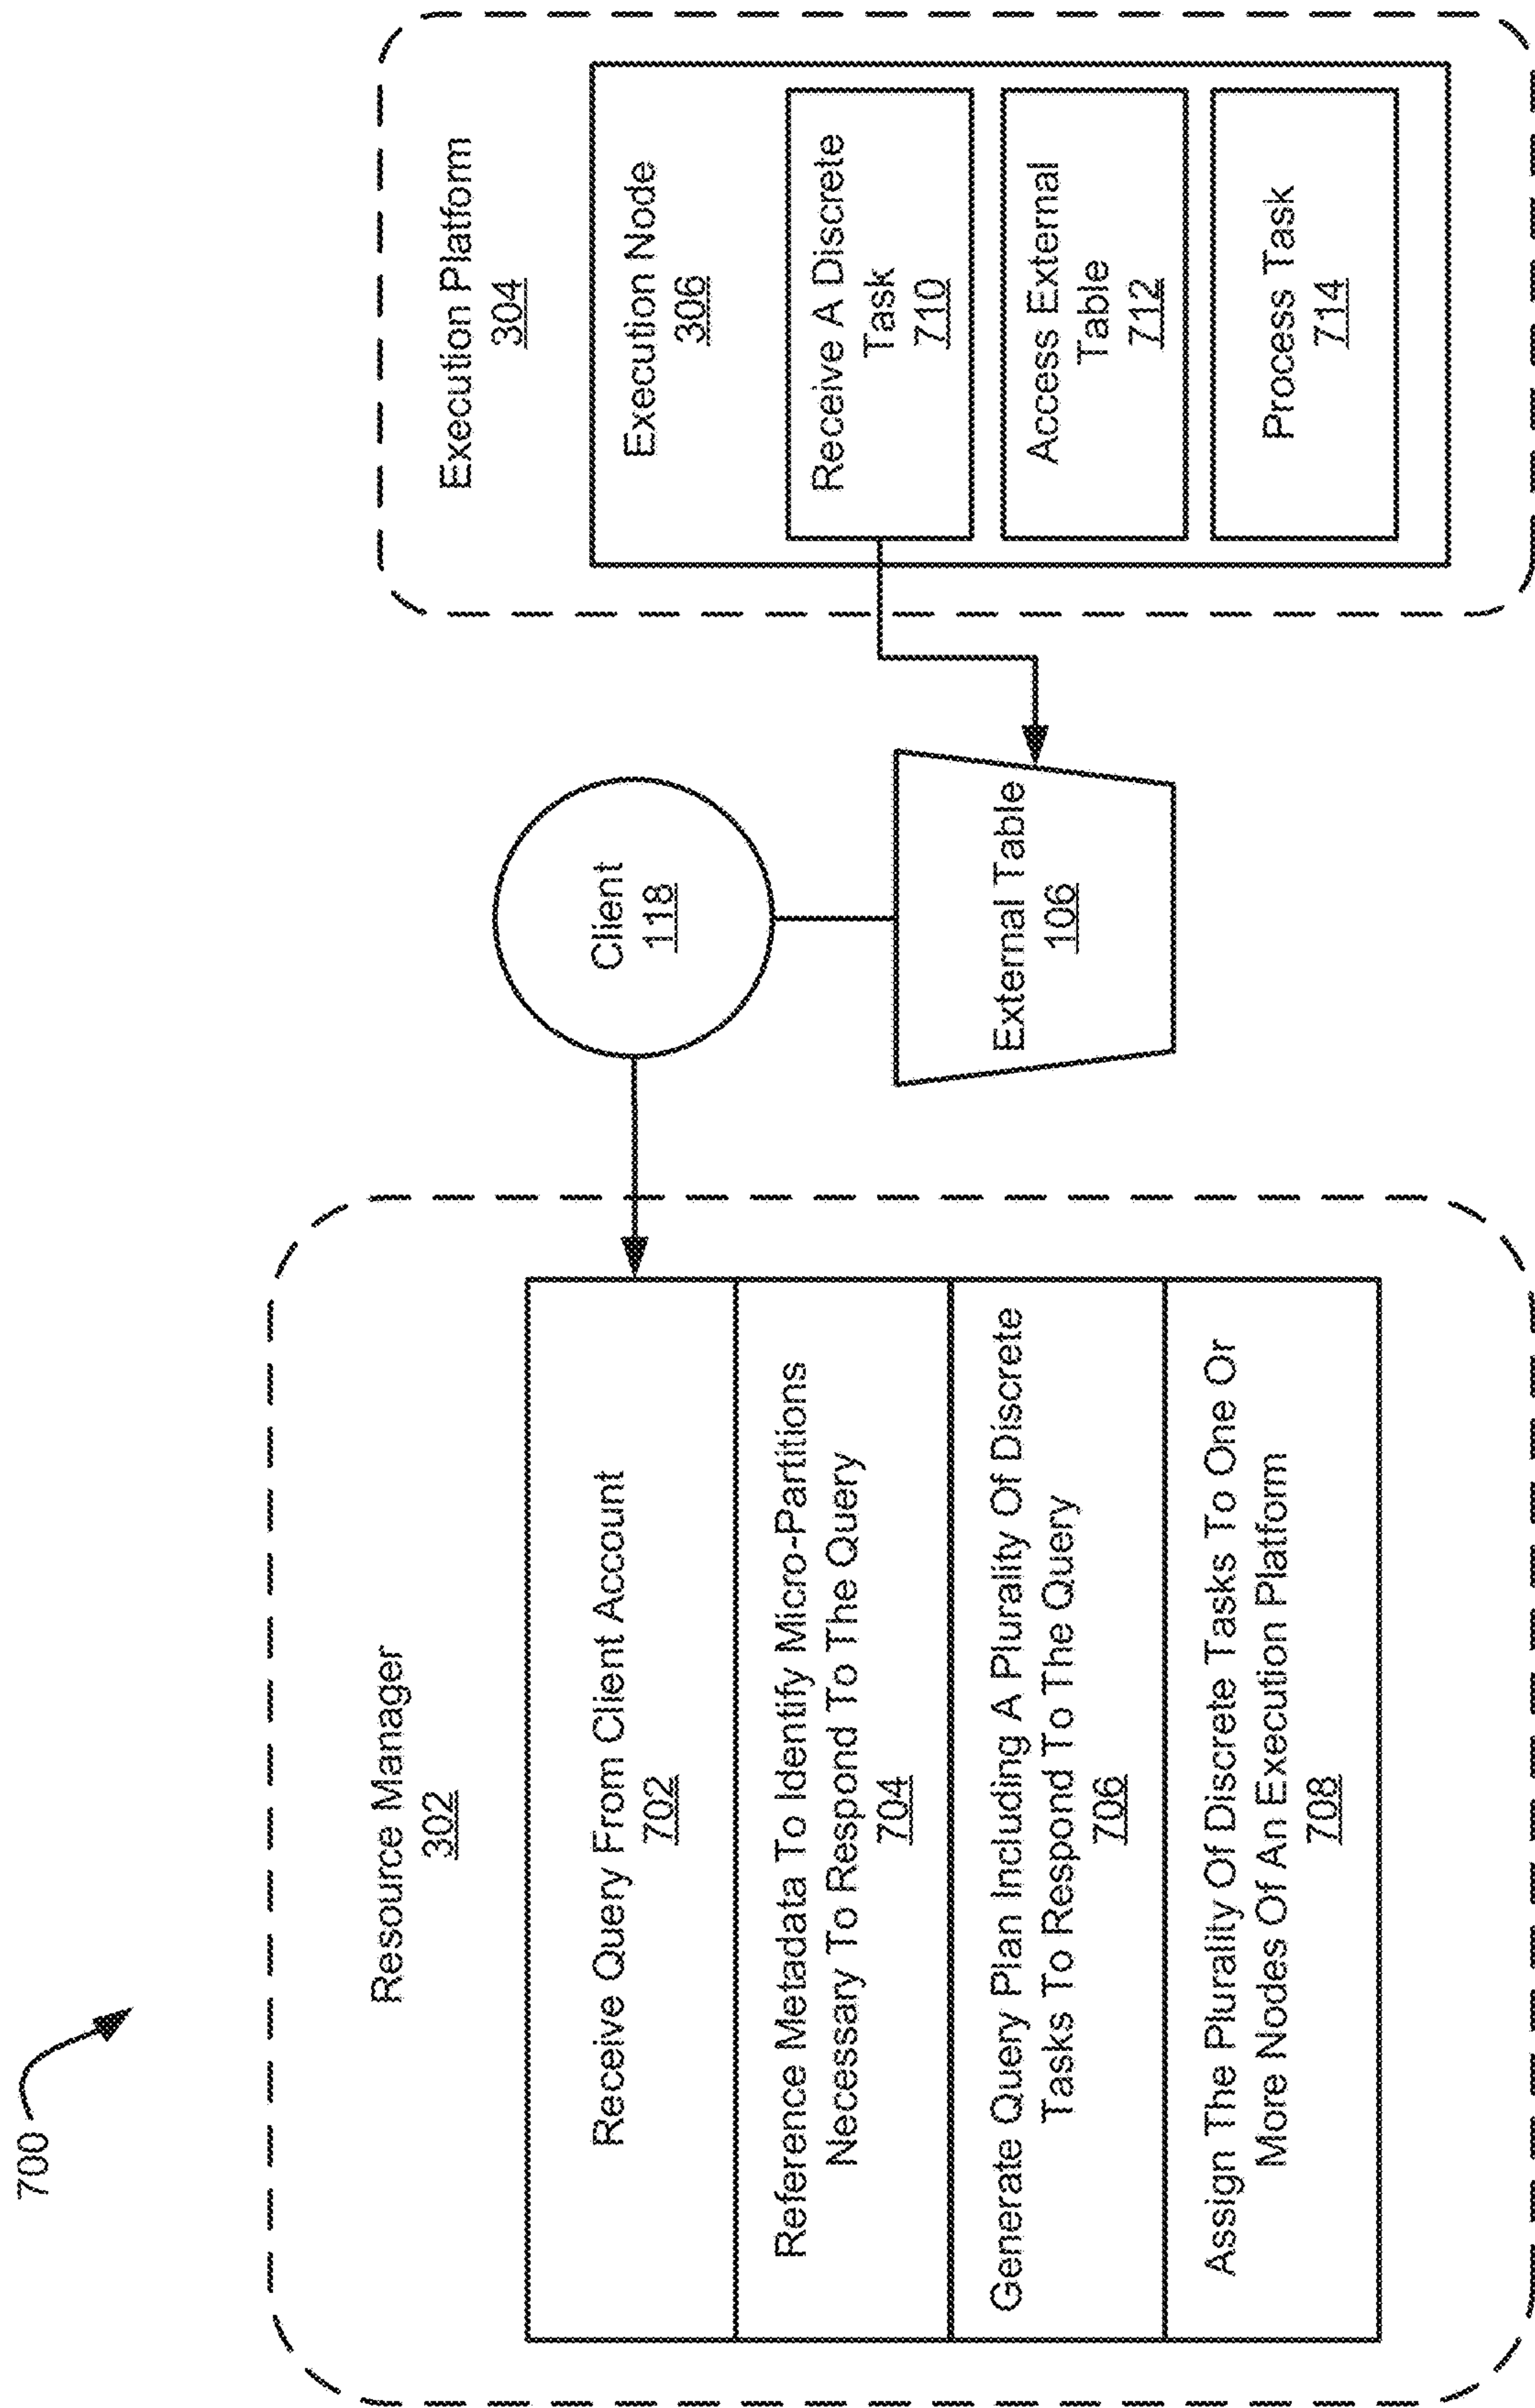 700
Resource Manager
302
Receive Query From Client Account
702
Reference Metadata To Identify Micro-Partitions
Necessary To Respond To The Query
704
Generate Query Plan Including A Plurality Of Discrete
Tasks To Respond To The Query
706
Assign The Plurality Of Discrete Tasks To One Or
More Nodes Of An Execution Platform
708
Client
118
External Table
106
Execution Platform
304
Execution Node
306
Receive A Discrete
Task
710
Access External
Table
712
Process Task
714